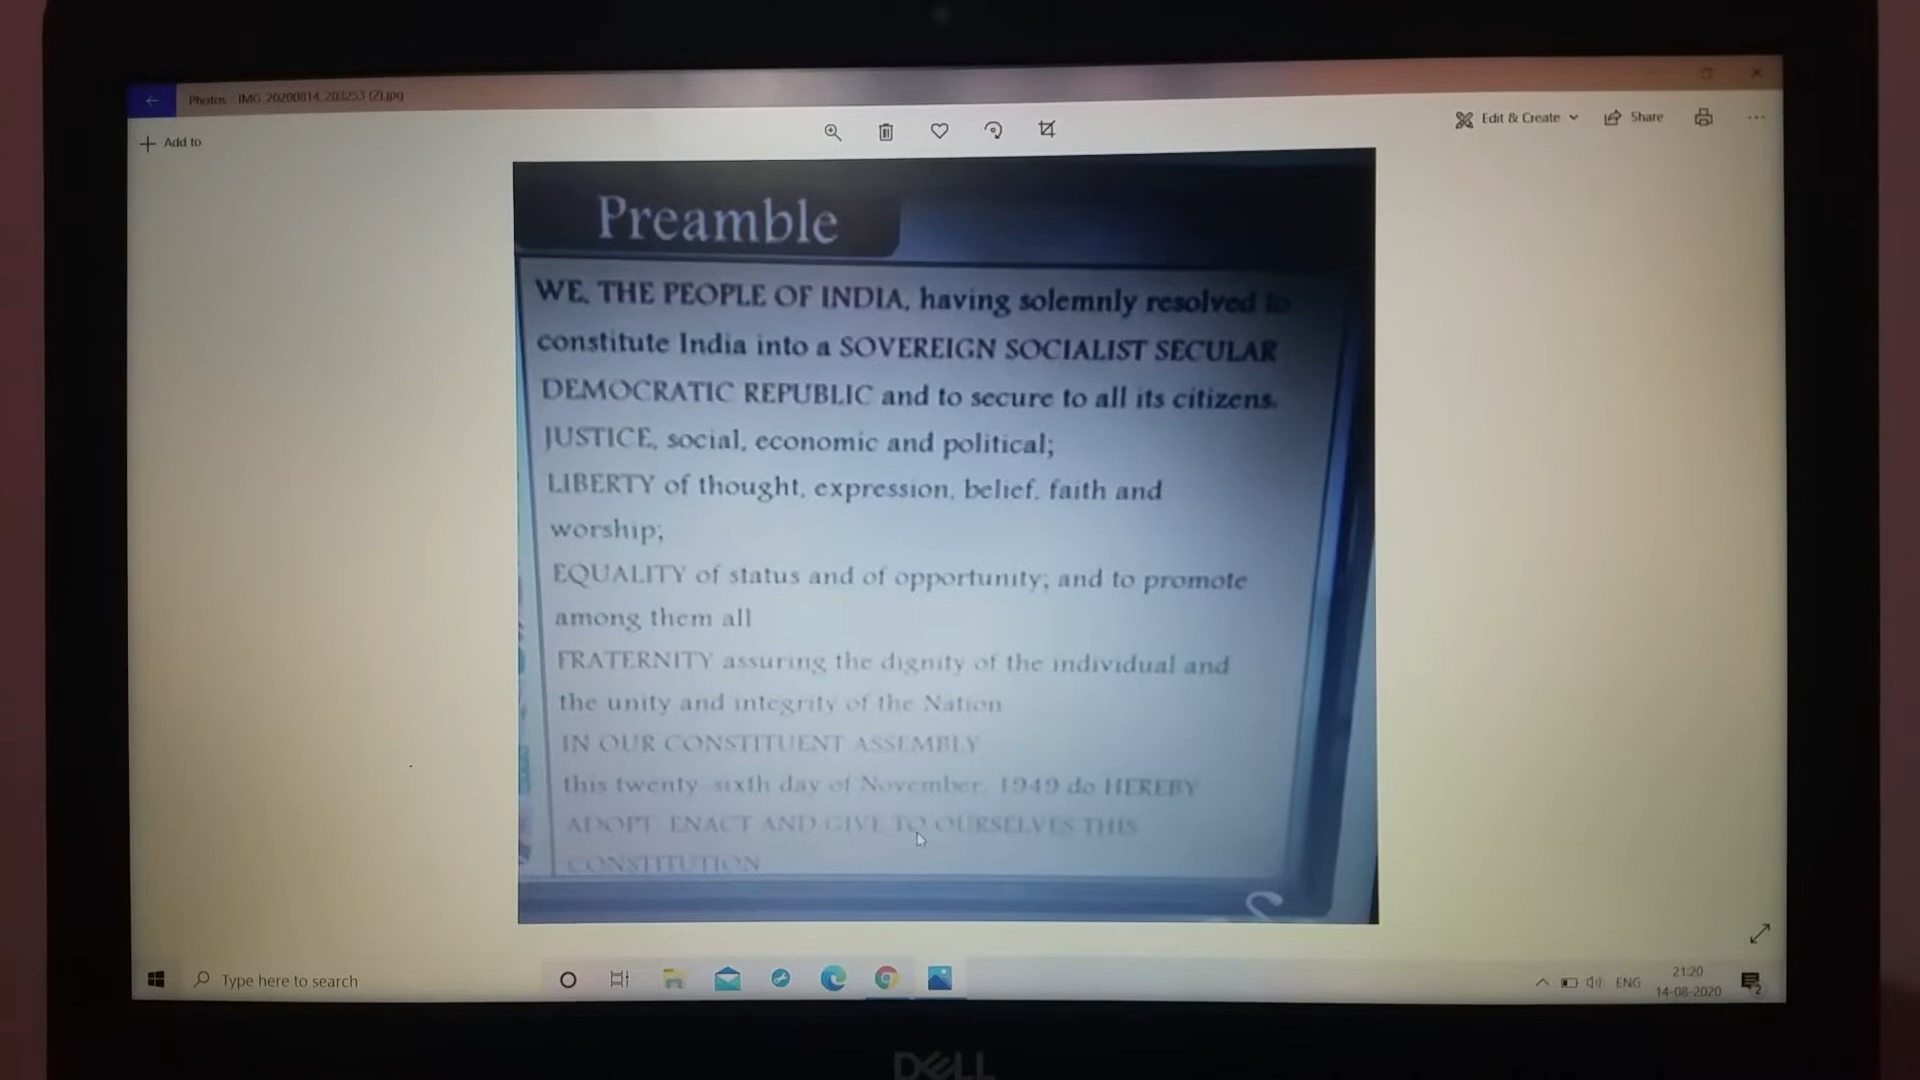 Photos - IMG_20200814_203253 (2).jpg
Add to
Edit & Create
Share
Preamble
WE, THE PEOPLE OF INDIA, having solemnly resolved to
constitute India into a SOVEREIGN SOCIALIST SECULAR
DEMOCRATIC REPUBLIC and to secure to all its citizens.
JUSTICE, social, economic and political;
LIBERTY of thought, expression, belief, faith and
worship;
EQUALITY of status and of opportunity; and to promote
among them all
FRATERNITY assuring the dignity of the individual and
the unity and integrity of the Nation
IN OUR CONSTITUENT ASSEMBLY
this twenty-sixth day of November, 1949 do HEREBY
ADOPT, ENACT AND GIVE TO OURSELVES THIS
CONSTITUTION
Type here to search
ENG
21:20
14-08-2020
2
DELL